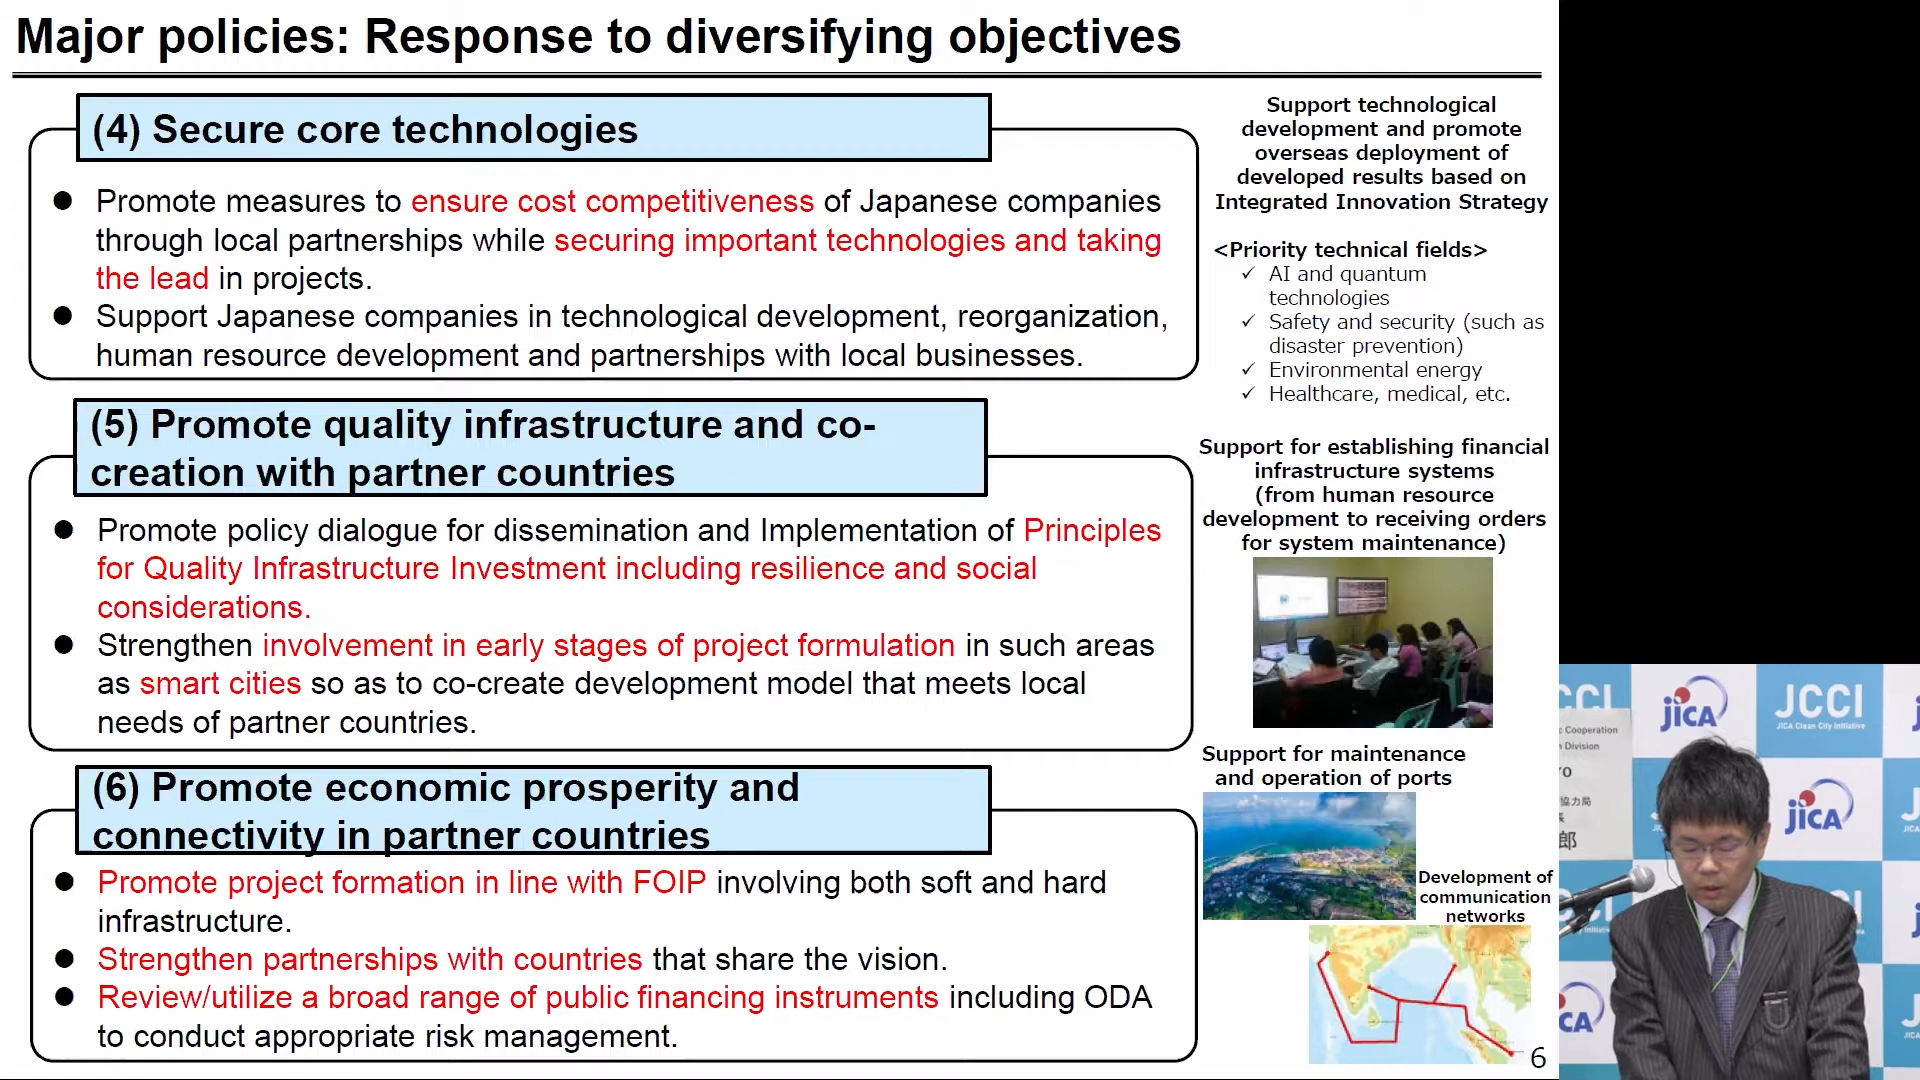 Major policies: Response to diversifying objectives
(4) Secure core technologies
● Promote measures to ensure cost competitiveness of Japanese companies
through local partnerships while securing important technologies and taking
the lead in projects.
● Support Japanese companies in technological development, reorganization,
human resource development and partnerships with local businesses.
(5) Promote quality infrastructure and co-
creation with partner countries
● Promote policy dialogue for dissemination and Implementation of Principles
for Quality Infrastructure Investment including resilience and social
considerations.
● Strengthen involvement in early stages of project formulation in such areas
as smart cities so as to co-create development model that meets local
needs of partner countries.
(6) Promote economic prosperity and
connectivity in partner countries
● Promote project formation in line with FOIP involving both soft and hard
infrastructure.
● Strengthen partnerships with countries that share the vision.
● Review/utilize a broad range of public financing instruments including ODA
to conduct appropriate risk management.
Support technological
development and promote
overseas deployment of
developed results based on
Integrated Innovation Strategy
<Priority technical fields>
✓ AI and quantum
technologies
✓ Safety and security (such as
disaster prevention)
✓ Environmental energy
✓ Healthcare, medical, etc.
Support for establishing financial
infrastructure systems
(from human resource
development to receiving orders
for system maintenance)
Support for maintenance
and operation of ports
Development of
communication
networks
6
JICA
JCCI
JICA Clean City Initiative
Cooperation
Division
協力局
郎
JICA